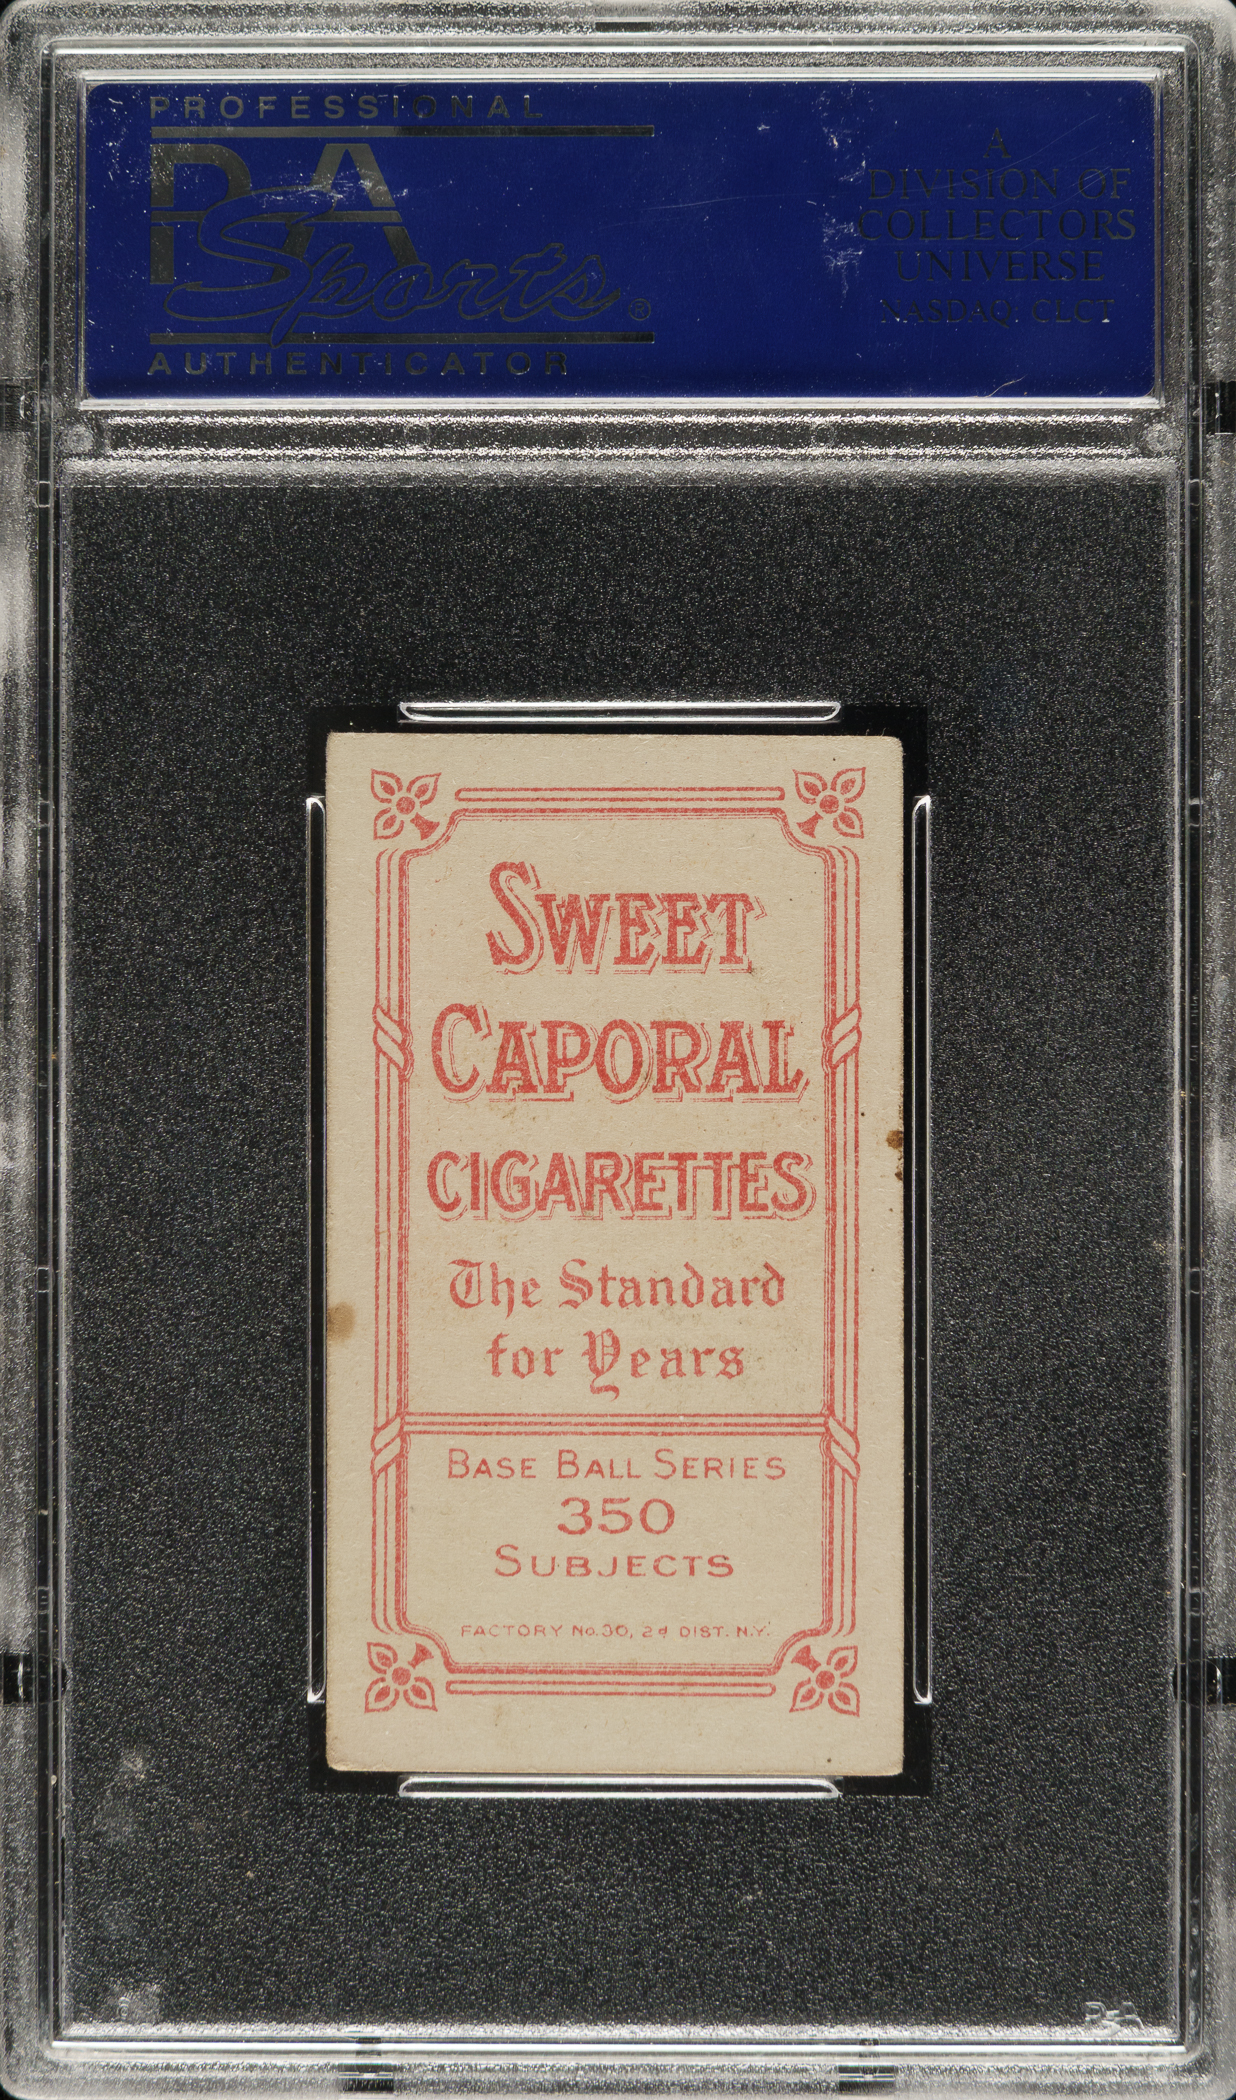 PROFESSIONAL
PSA
Sports®
AUTHENTICATOR
A
DIVISION OF
COLLECTORS
UNIVERSE
NASDAQ: CLCT
SWEET
CAPORAL
CIGARETTES
The Standard
for Years
BASE BALL SERIES
350
SUBJECTS
FACTORY No. 30, 2d DIST. N.Y.
PSA